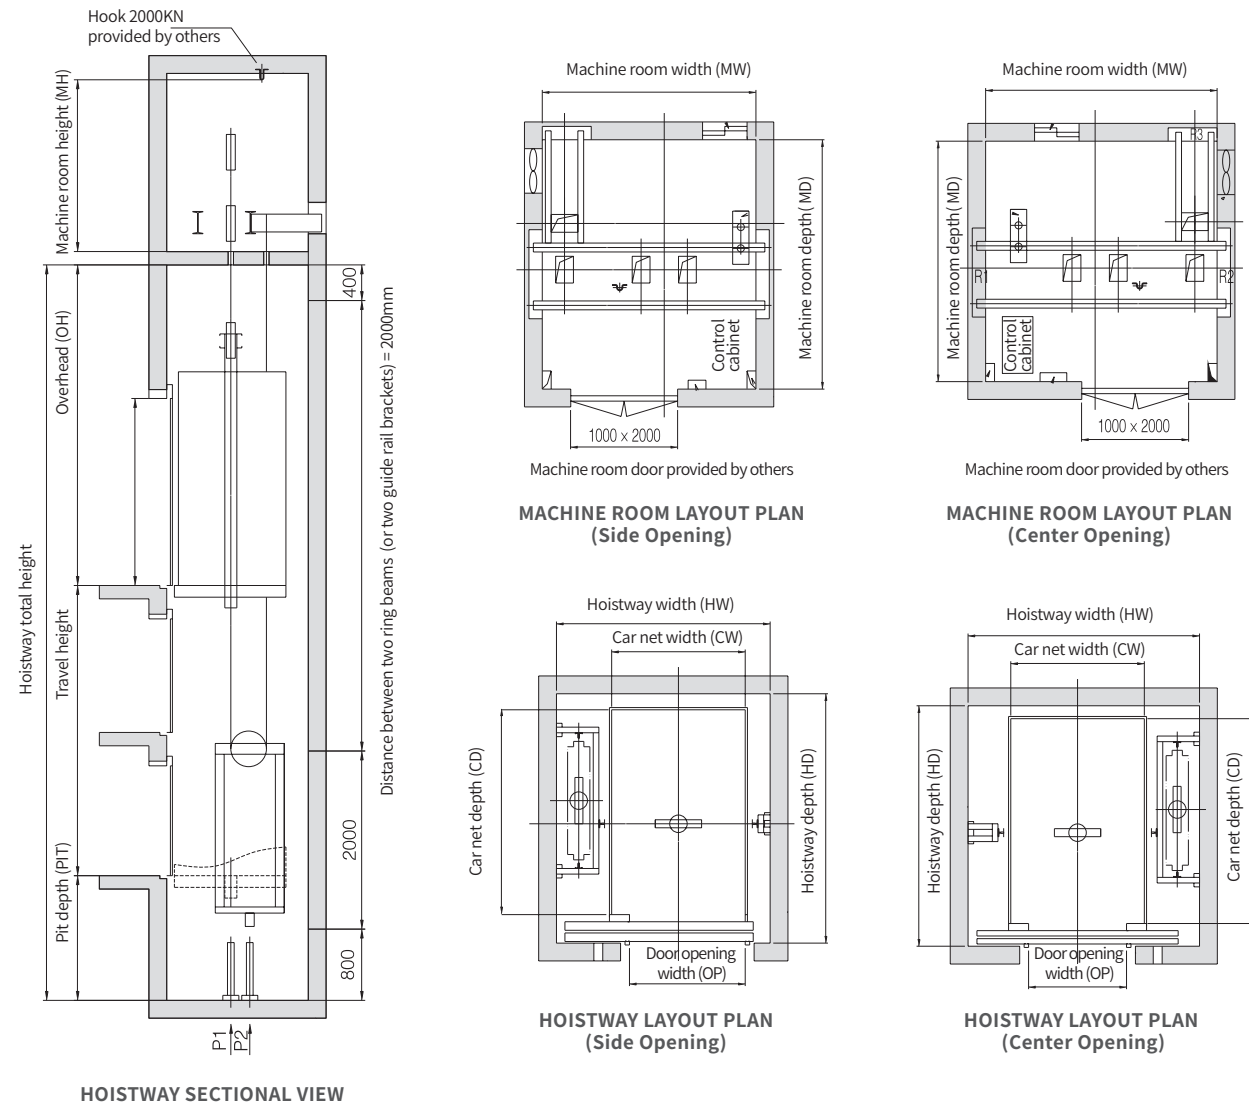 Hook 2000KN
provided by others
Machine room height (MH)
Hoistway total height
Overhead (OH)
Travel height
Pit depth (PIT)
400
Distance between two ring beams (or two guide rail brackets) = 2000mm
2000
800
P1
P2
HOISTWAY SECTIONAL VIEW
Machine room width (MW)
Machine room depth( MD)
Control
cabinet
1000 x 2000
Machine room door provided by others
MACHINE ROOM LAYOUT PLAN
(Side Opening)
Machine room width (MW)
R3
Machine room depth( MD)
R1
R2
Control
cabinet
1000 x 2000
Machine room door provided by others
MACHINE ROOM LAYOUT PLAN
(Center Opening)
Hoistway width (HW)
Car net width (CW)
Car net depth (CD)
Hoistway depth (HD)
Door opening
width (OP)
HOISTWAY LAYOUT PLAN
(Side Opening)
Hoistway width (HW)
Car net width (CW)
Hoistway depth (HD)
Car net depth (CD)
Door opening
width (OP)
HOISTWAY LAYOUT PLAN
(Center Opening)